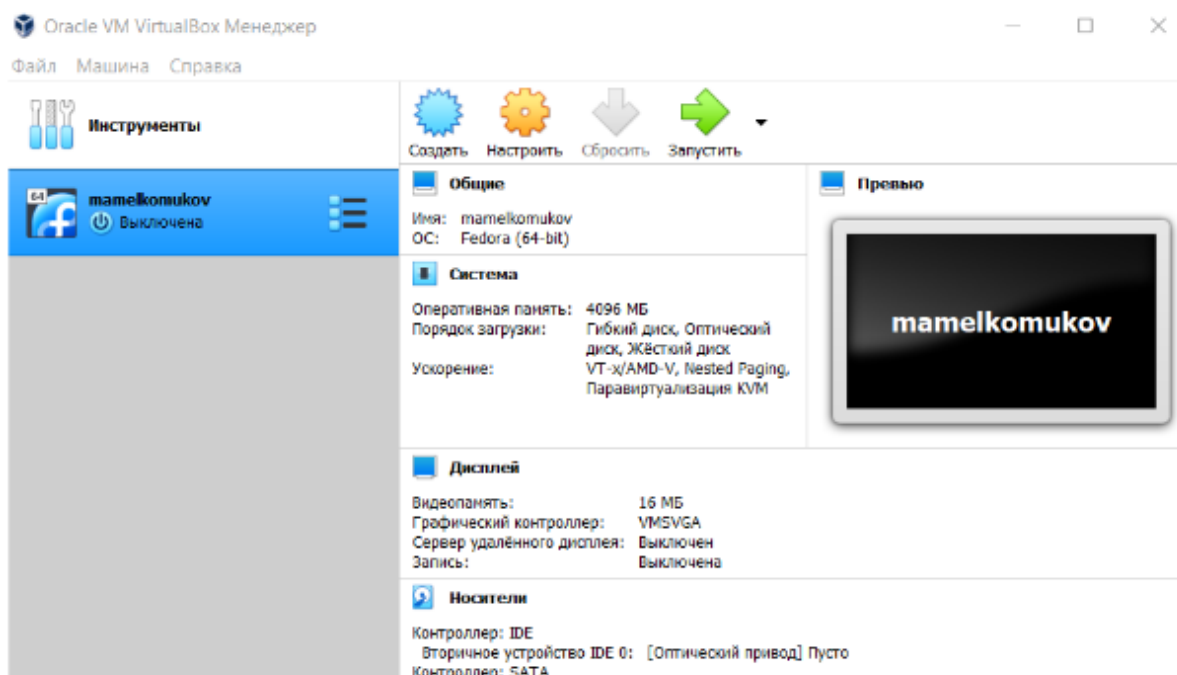 Oracle VM VirtualBox Менеджер
Файл Машина Справка
Инструменты
Создать Настроить Сбросить Запустить
64
mamelkomukov
Выключена
Общие
Имя: mamelkomukov
ОС: Fedora (64-bit)
Превью
mamelkomukov
Система
Оперативная память: 4096 МБ
Порядок загрузки: Гибкий диск, Оптический
диск, Жёсткий диск
Ускорение: VT-x/AMD-V, Nested Paging,
Паравиртуализация KVM
Дисплей
Видеопамять: 16 МБ
Графический контроллер: VMSVGA
Сервер удалённого дисплея: Выключен
Запись: Выключена
Носители
Контроллер: IDE
Вторичное устройство IDE 0: [Оптический привод] Пусто
Контроллер: SATA